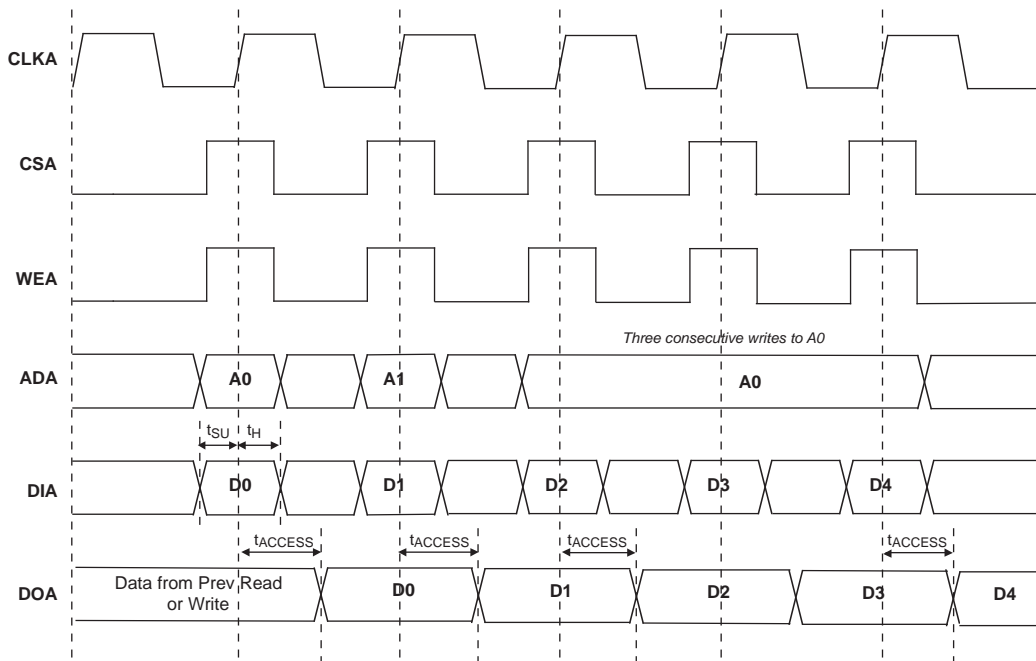 CLKA
CSA
WEA
Three consecutive writes to A0
ADA
A0
A1
A0
tSU
tH
DIA
D0
D1
D2
D3
D4
tACCESS
tACCESS
tACCESS
tACCESS
DOA
Data from Prev Read
or Write
D0
D1
D2
D3
D4